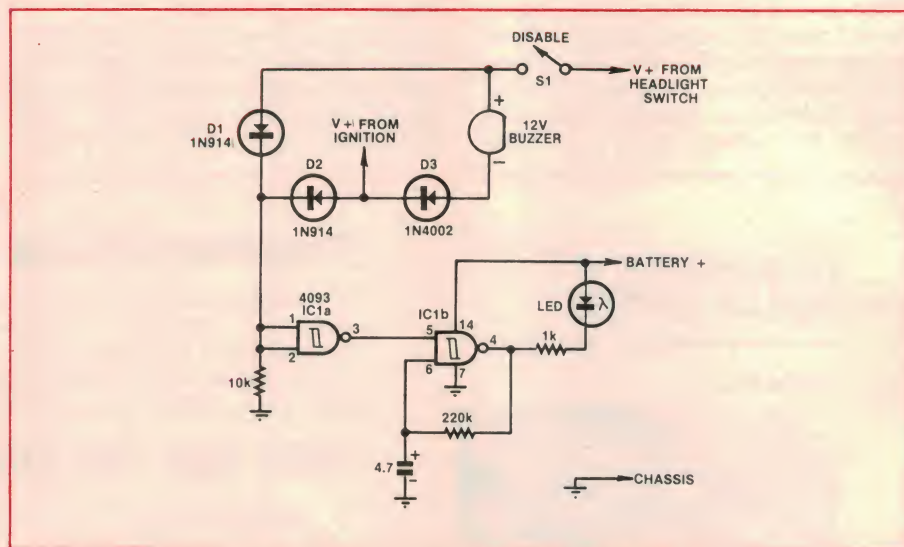 DISABLE
S1
V+ FROM
HEADLIGHT
SWITCH
+
12V
BUZZER
–
D1
1N914
V+ FROM
IGNITION
D2
1N914
D3
1N4002
BATTERY +
LED
λ
4093
IC1a
1
2
3
IC1b
14
5
6
7
4
1k
10k
220k
4.7
+
–
CHASSIS